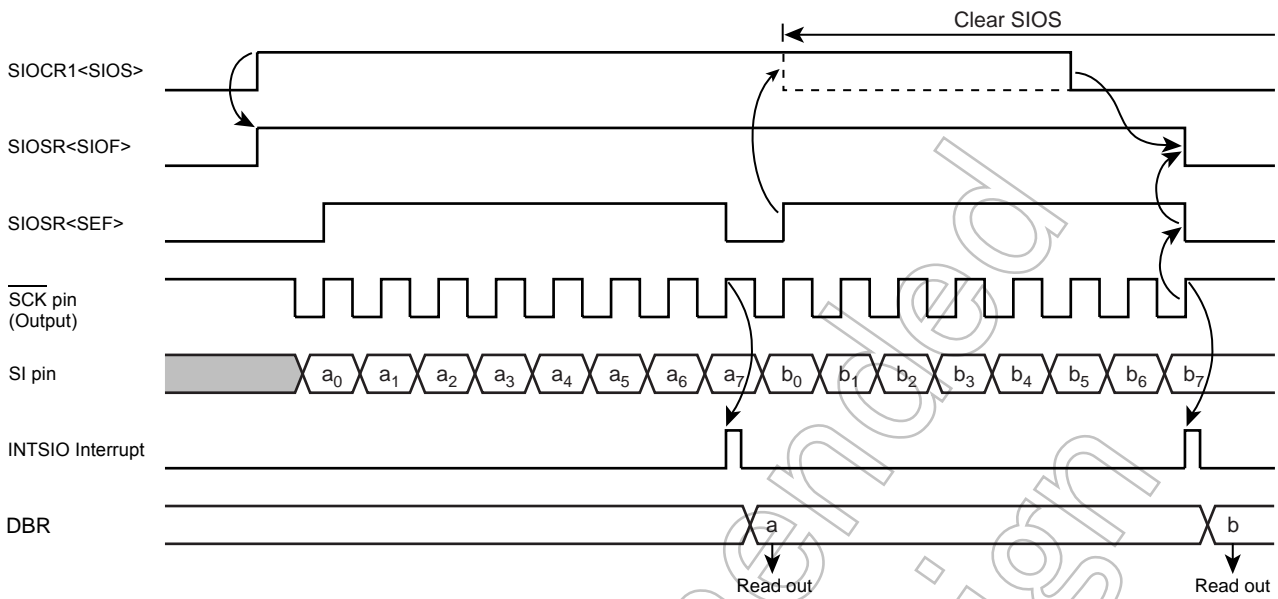 Clear SIOS
SIOCR1<SIOS>
SIOSR<SIOF>
SIOSR<SEF>
SCK pin
(Output)
SI pin
a0 a1 a2 a3 a4 a5 a6 a7 b0 b1 b2 b3 b4 b5 b6 b7
INTSIO Interrupt
DBR
a b
Read out Read out